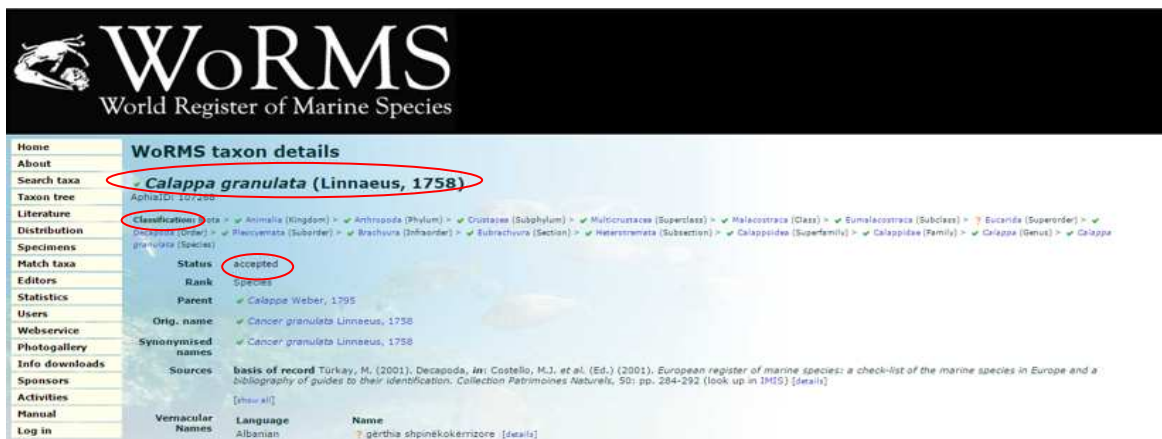 WoRMS
World Register of Marine Species
Home
About
Search taxa
Taxon tree
Literature
Distribution
Specimens
Match taxa
Editors
Statistics
Users
Webservice
Photogallery
Info downloads
Sponsors
Activities
Manual
Log in
WoRMS taxon details
Calappa granulata (Linnaeus, 1758)
AphiaID:
Classification: Biota > Animalia (Kingdom) > Arthropoda (Phylum) > Crustacea (Subphylum) > Multicrustacea (Superclass) > Malacostraca (Class) > Eumalacostraca (Subclass) > ? Eucarida (Superorder) >
Decapoda (Order) > Pleocyemata (Suborder) > Brachyura (Infraorder) > Eubrachyura (Section) > Heterotremata (Subsection) > Calappoidea (Superfamily) > Calappidae (Family) > Calappa (Genus) > Calappa
granulata (Species)
Status accepted
Rank Species
Parent Calappa Weber, 1795
Orig. name Cancer granulata Linnaeus, 1758
Synonymised Cancer granulata Linnaeus, 1758
names
Sources basis of record Türkay, M. (2001). Decapoda, in: Costello, M.J. et al. (Ed.) (2001). European register of marine species: a check-list of the marine species in Europe and a
bibliography of guides to their identification. Collection Patrimoines Naturels, 50: pp. 284-292 (look up in IMIS) [details]
[show all]
Vernacular Language Name
Names Albanian ? gërthia shpinëkokërrizore [details]